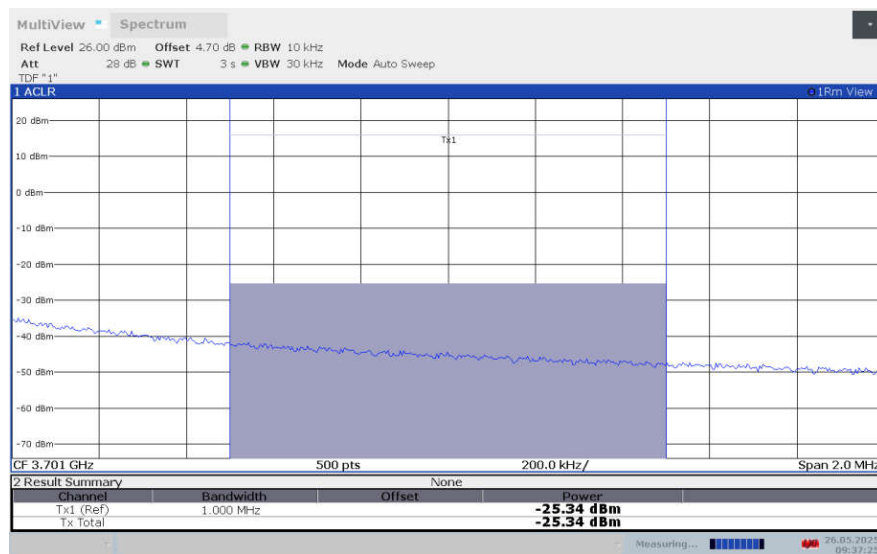 MultiView Spectrum
Ref Level 26.00 dBm Offset 4.70 dB RBW 10 kHz
Att 28 dB SWT 3 s VBW 30 kHz Mode Auto Sweep
TDF "1"
1 ACLR 1Rm View
20 dBm
Tx1
10 dBm
0 dBm
-10 dBm
-20 dBm
-30 dBm
-40 dBm
-50 dBm
-60 dBm
-70 dBm
CF 3.701 GHz 500 pts 200.0 kHz/ Span 2.0 MHz
2 Result Summary None
Channel Bandwidth Offset Power
Tx1 (Ref) 1.000 MHz -25.34 dBm
Tx Total -25.34 dBm
Measuring... 26.05.2025
09:37:25